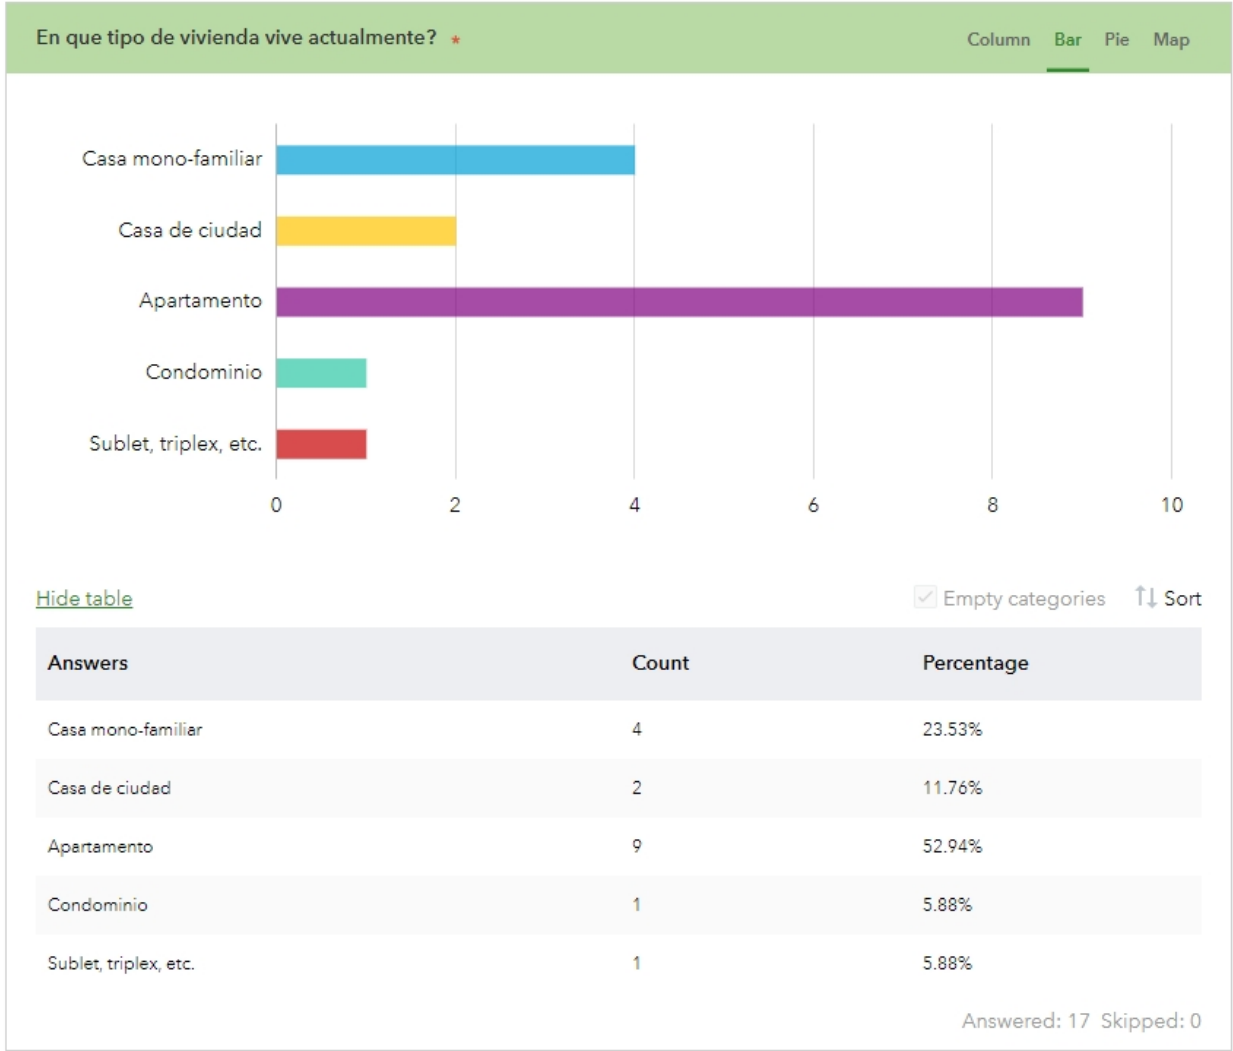 En que tipo de vivienda vive actualmente? *
Column Bar Pie Map
Casa mono-familiar
Casa de ciudad
Apartamento
Condominio
Sublet, triplex, etc.
0 2 4 6 8 10
Hide table
Empty categories Sort
Answers Count Percentage
Casa mono-familiar 4 23.53%
Casa de ciudad 2 11.76%
Apartamento 9 52.94%
Condominio 1 5.88%
Sublet, triplex, etc. 1 5.88%
Answered: 17 Skipped: 0